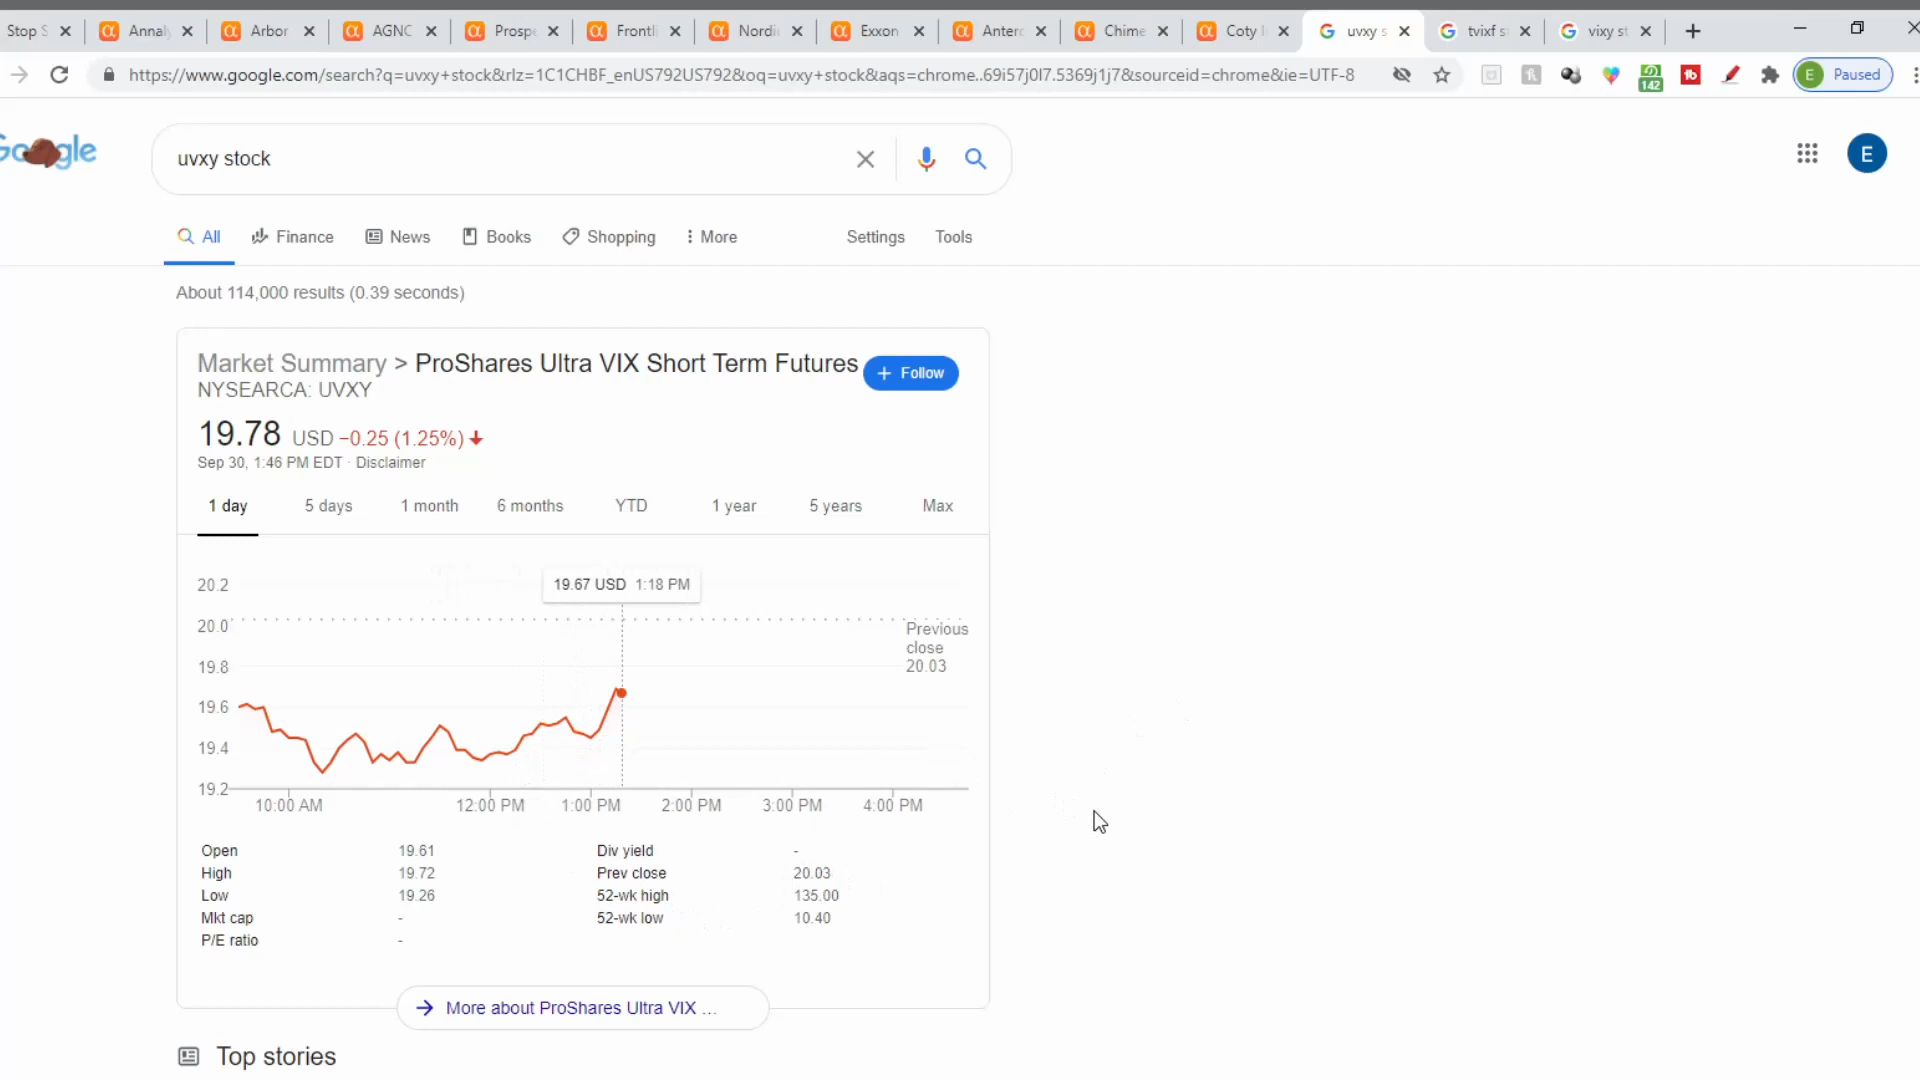 Stop S Annaly Arbor AGNC Prospe Frontli Nordic Exxon Antero Chime Coty I uvxy s tvixf s vixy st
https://www.google.com/search?q=uvxy+stock&rlz=1C1CHBF_enUS792US792&oq=uvxy+stock&aqs=chrome..69i57j0l7.5369j1j7&sourceid=chrome&ie=UTF-8 142 E Paused
Google uvxy stock E
All Finance News Books Shopping More Settings Tools
About 114,000 results (0.39 seconds)
Market Summary > ProShares Ultra VIX Short Term Futures
+ Follow
NYSEARCA: UVXY
19.78 USD −0.25 (1.25%)
Sep 30, 1:46 PM EDT · Disclaimer
1 day 5 days 1 month 6 months YTD 1 year 5 years Max
20.2 19.67 USD 1:18 PM
20.0
Previous
close
20.03
19.8
19.6
19.4
19.2
10:00 AM 12:00 PM 1:00 PM 2:00 PM 3:00 PM 4:00 PM
Open 19.61 Div yield -
High 19.72 Prev close 20.03
Low 19.26 52-wk high 135.00
Mkt cap - 52-wk low 10.40
P/E ratio -
More about ProShares Ultra VIX ...
Top stories